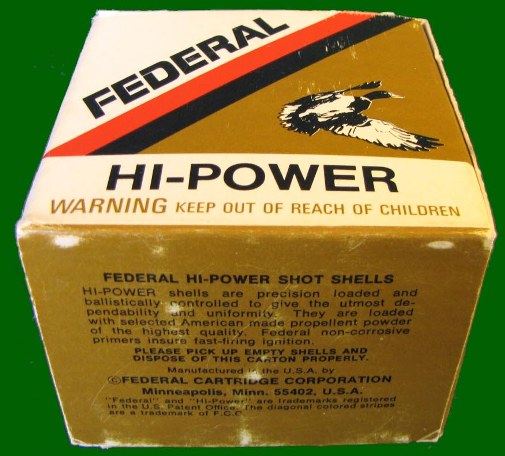 FEDERAL
HI-POWER
WARNING KEEP OUT OF REACH OF CHILDREN
FEDERAL HI-POWER SHOT SHELLS
HI-POWER shells are precision loaded and
ballistically controlled to give the utmost de-
pendability and uniformity. They are loaded
with selected American made propellent powder
of the highest quality. Federal non-corrosive
primers insure fast-firing ignition.
PLEASE PICK UP EMPTY SHELLS AND
DISPOSE OF THIS CARTON PROPERLY.
Manufactured in the U.S.A. by
©FEDERAL CARTRIDGE CORPORATION
Minneapolis, Minn. 55402, U.S.A.
"Federal" and "Hi-Power" are trademarks registered
in the U.S. Patent Office. The diagonal colored stripes
are a trademark of F.C.C.